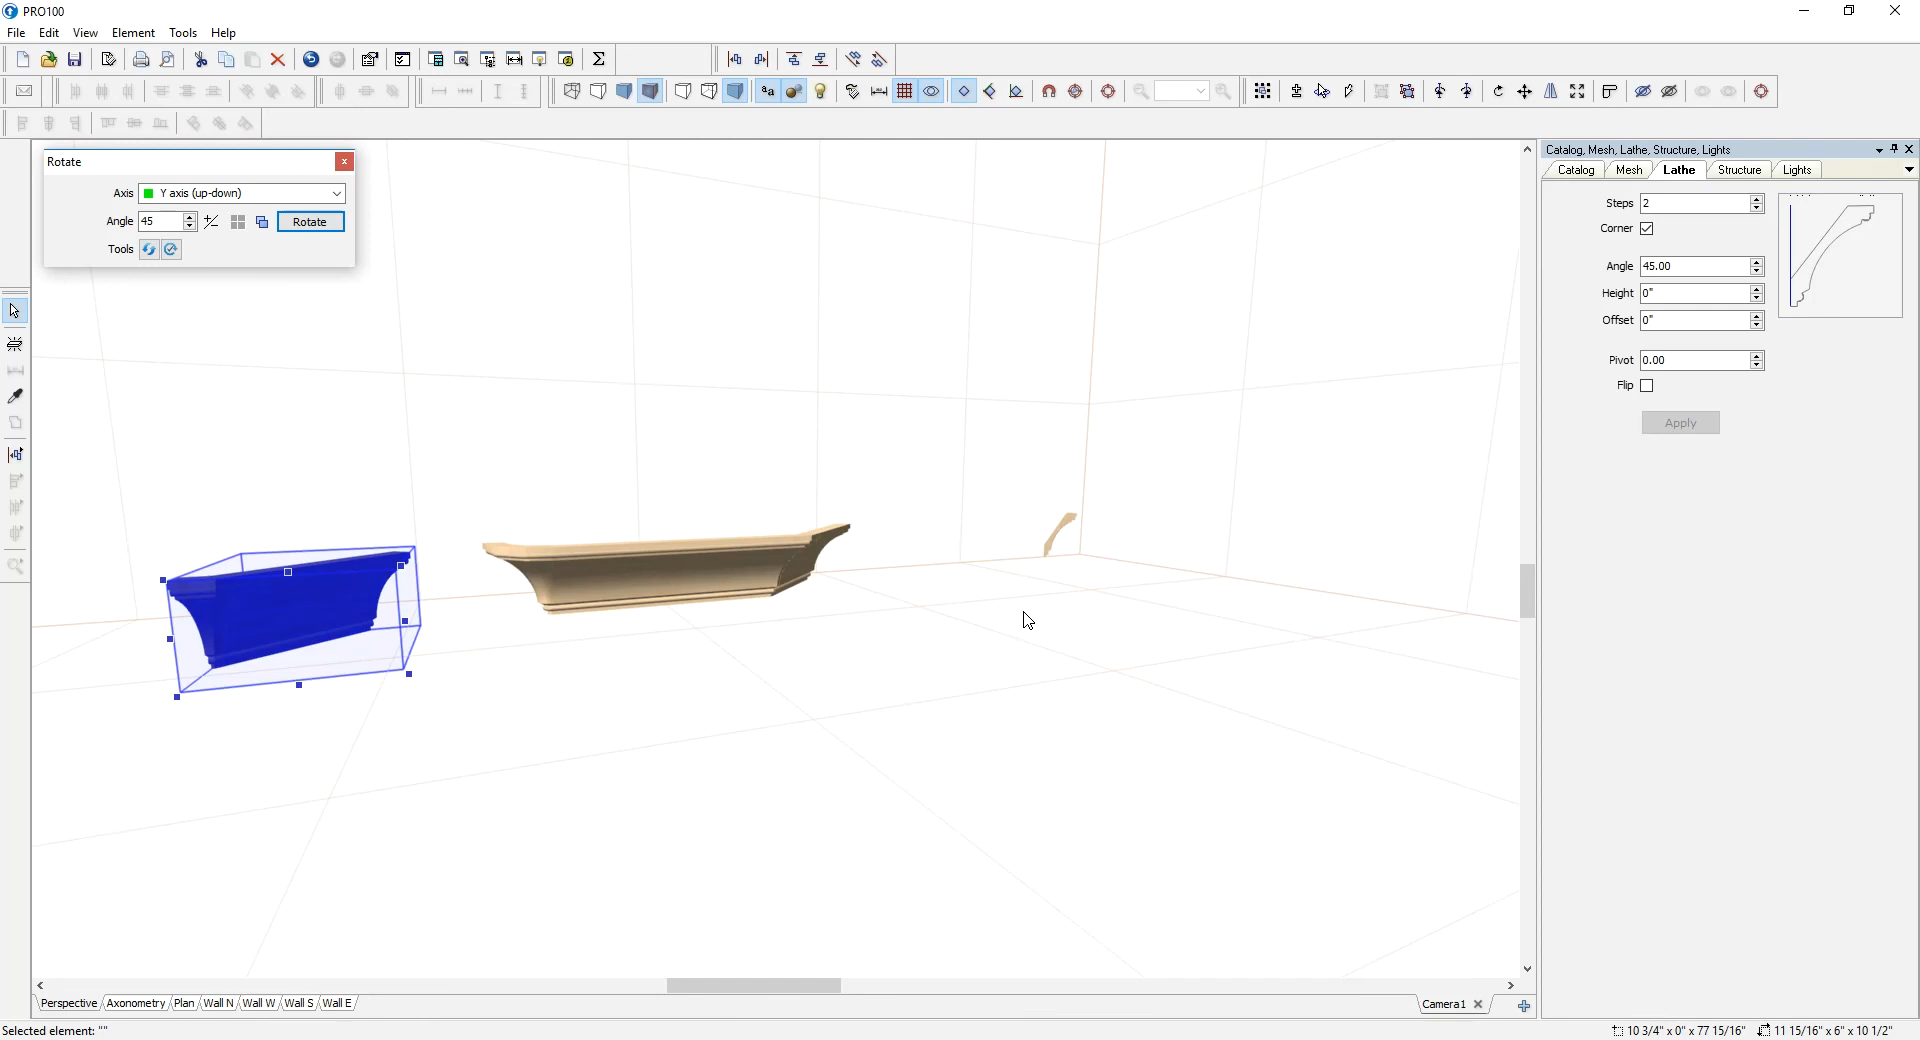 PRO100
File Edit View Element Tools Help
aa
Rotate
Axis Y axis (up-down)
Angle 45 Rotate
Tools
Catalog, Mesh, Lathe, Structure, Lights
Catalog Mesh Lathe Structure Lights
Steps 2
Corner
Angle 45.00
Height 0"
Offset 0"
Pivot 0.00
Flip
Apply
Perspective Axonometry Plan Wall N Wall W Wall S Wall E
Camera1
Selected element: ""
10 3/4" x 0" x 77 15/16" 11 15/16" x 6" x 10 1/2"